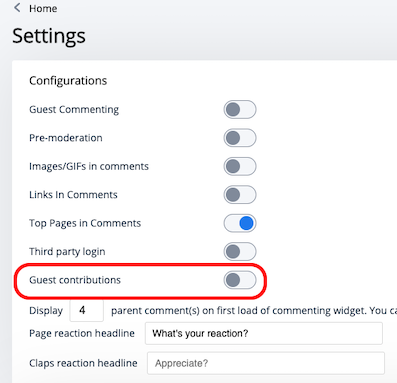 Home
Settings
Configurations
Guest Commenting
Pre-moderation
Images/GIFs in comments
Links In Comments
Top Pages in Comments
Third party login
Guest contributions
Display 4 parent comment(s) on first load of commenting widget. You ca
Page reaction headline What's your reaction?
Claps reaction headline Appreciate?